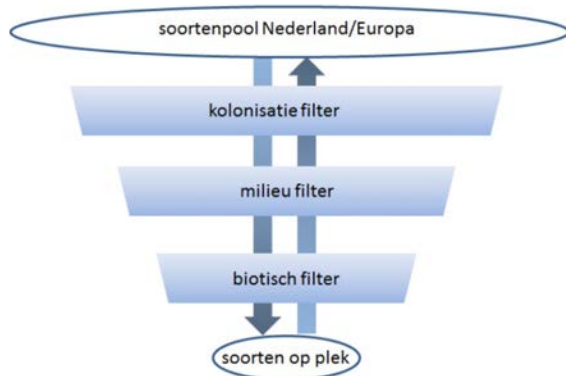 soortenpool Nederland/Europa
kolonisatie filter
milieu filter
biotisch filter
soorten op plek